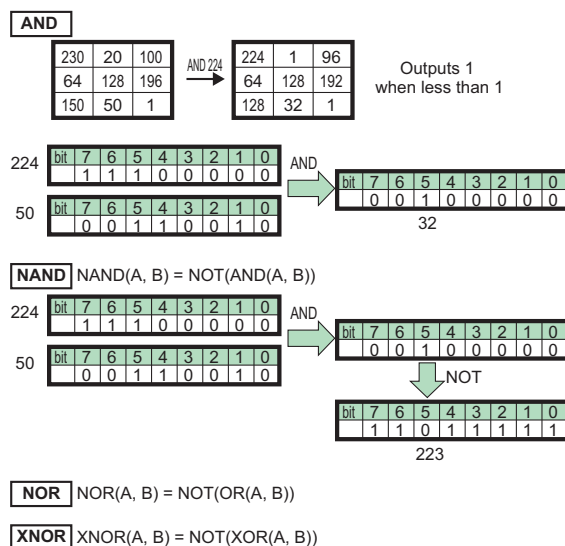 AND
230 20 100
64 128 196
150 50 1
AND 224
224 1 96
64 128 192
128 32 1
Outputs 1
when less than 1
224
bit 7 6 5 4 3 2 1 0
1 1 1 0 0 0 0 0
50
bit 7 6 5 4 3 2 1 0
0 0 1 1 0 0 1 0
AND
bit 7 6 5 4 3 2 1 0
0 0 1 0 0 0 0 0
32
NAND NAND(A, B) = NOT(AND(A, B))
224
bit 7 6 5 4 3 2 1 0
1 1 1 0 0 0 0 0
50
bit 7 6 5 4 3 2 1 0
0 0 1 1 0 0 1 0
AND
bit 7 6 5 4 3 2 1 0
0 0 1 0 0 0 0 0
NOT
bit 7 6 5 4 3 2 1 0
1 1 0 1 1 1 1 1
223
NOR NOR(A, B) = NOT(OR(A, B))
XNOR XNOR(A, B) = NOT(XOR(A, B))